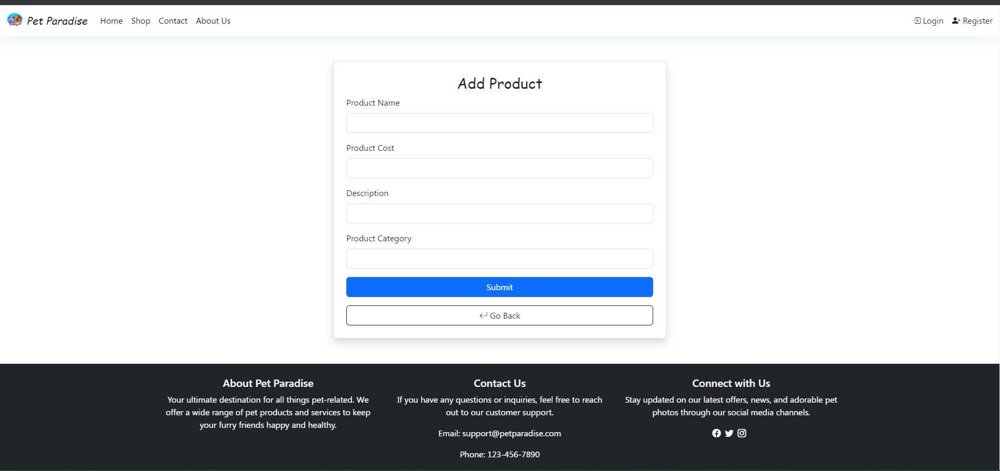 Pet Paradise Home Shop Contact About Us Login Register
Add Product
Product Name
Product Cost
Description
Product Category
Submit
Go Back
About Pet Paradise
Your ultimate destination for all things pet-related. We
offer a wide range of pet products and services to keep
your furry friends happy and healthy.
Contact Us
If you have any questions or inquiries, feel free to reach
out to our customer support.
Email: support@petparadise.com
Phone: 123-456-7890
Connect with Us
Stay updated on our latest offers, news, and adorable pet
photos through our social media channels.